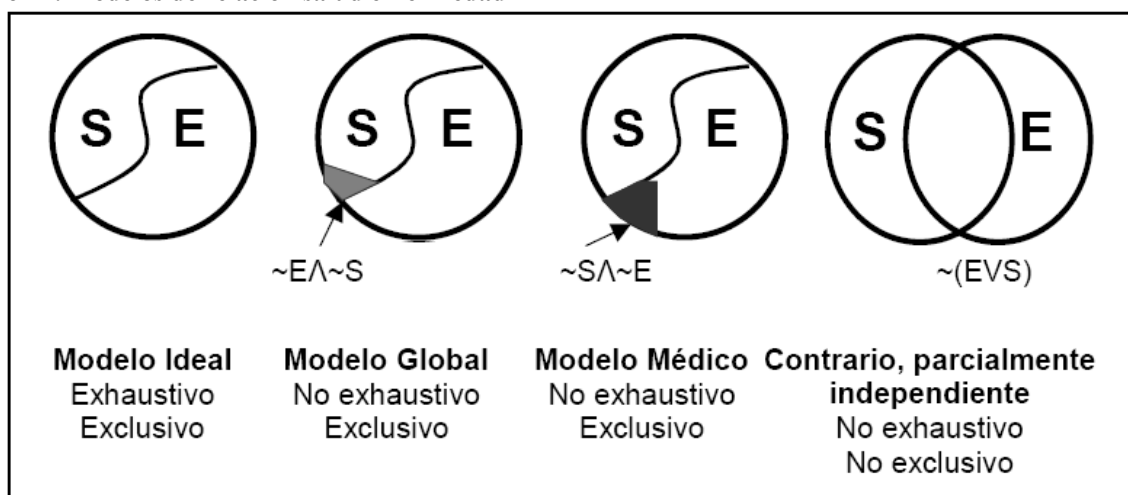 S E
S E
S E
S E
~EΛ~S
~SΛ~E
~(EVS)
Modelo Ideal
Exhaustivo
Exclusivo
Modelo Global
No exhaustivo
Exclusivo
Modelo Médico
No exhaustivo
Exclusivo
Contrario, parcialmente
independiente
No exhaustivo
No exclusivo